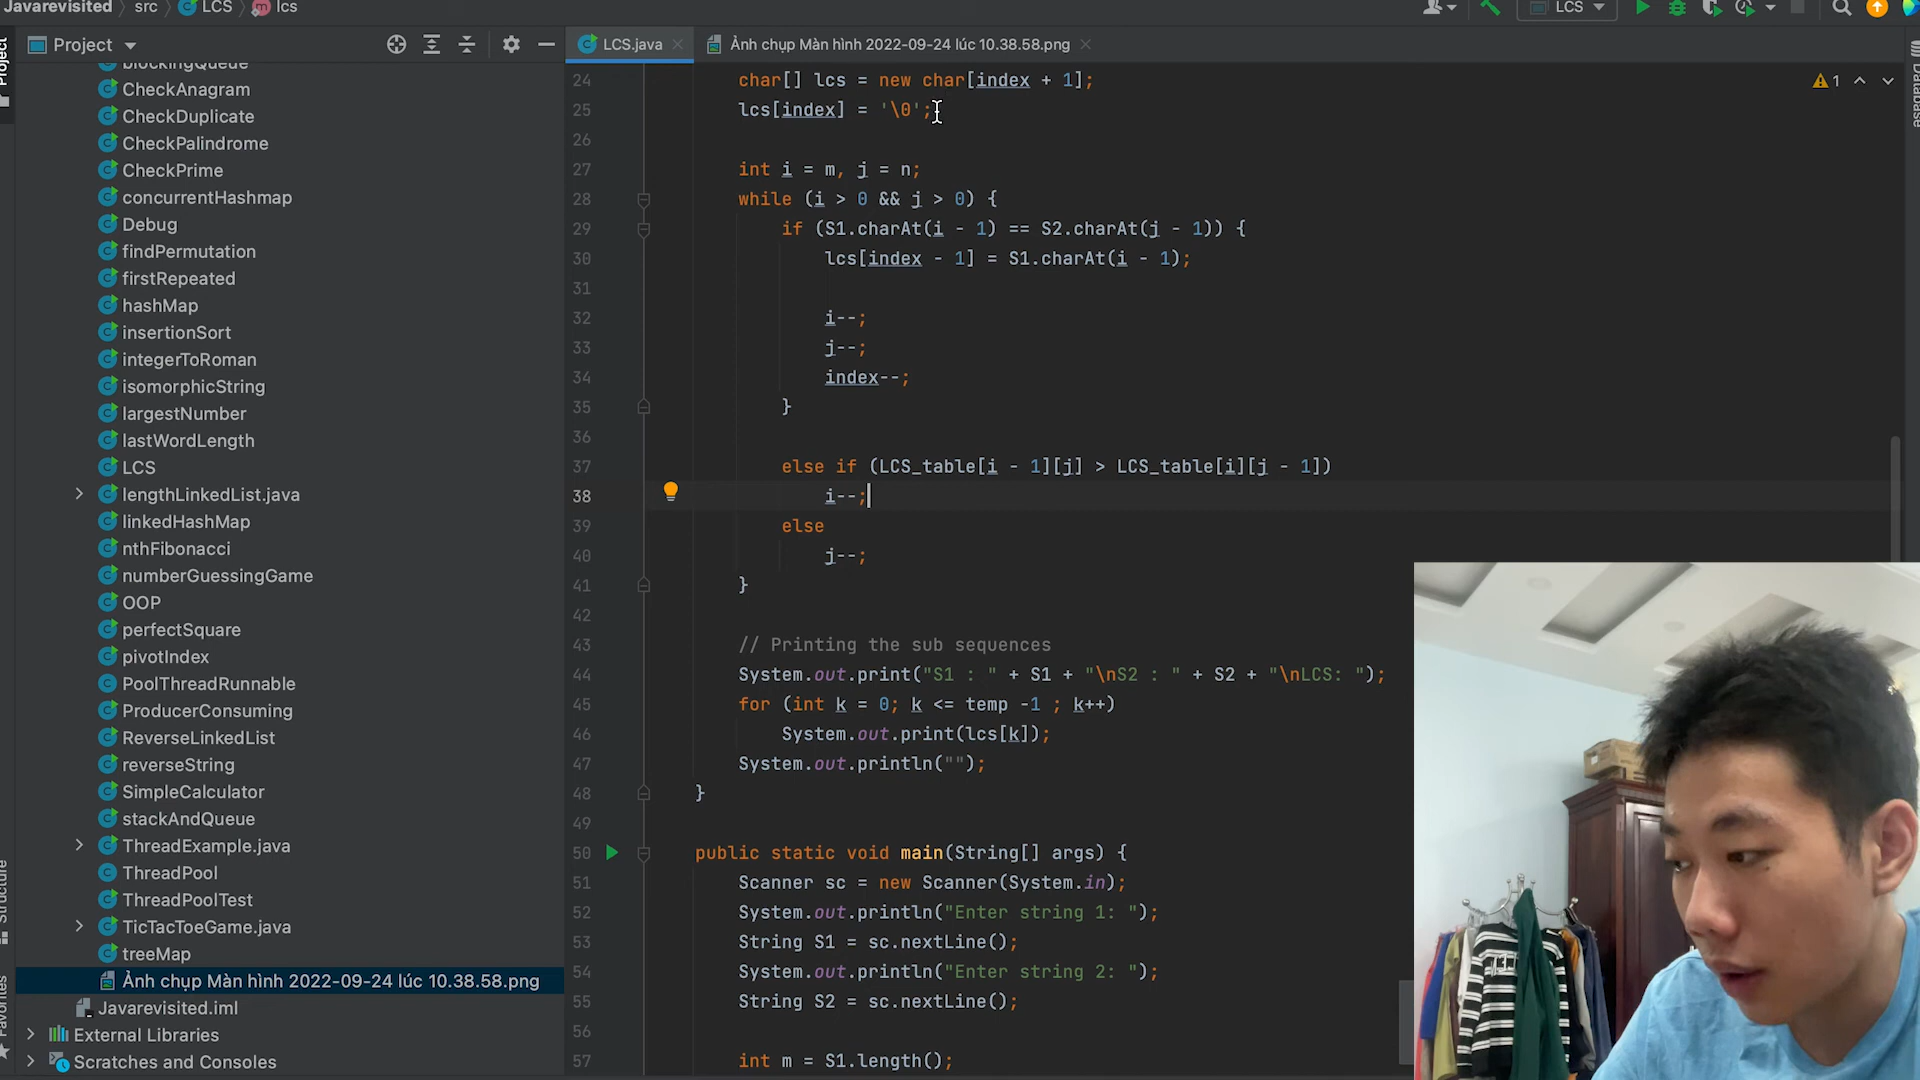 Javarevisited
src
LCS
lcs
LCS
Project
LCS.java
Ảnh chụp Màn hình 2022-09-24 lúc 10.38.58.png
Project
Structure
Favorites
Database
1
blockingQueue
CheckAnagram
CheckDuplicate
CheckPalindrome
CheckPrime
concurrentHashmap
Debug
findPermutation
firstRepeated
hashMap
insertionSort
integerToRoman
isomorphicString
largestNumber
lastWordLength
LCS
lengthLinkedList.java
linkedHashMap
nthFibonacci
numberGuessingGame
OOP
perfectSquare
pivotIndex
PoolThreadRunnable
ProducerConsuming
ReverseLinkedList
reverseString
SimpleCalculator
stackAndQueue
ThreadExample.java
ThreadPool
ThreadPoolTest
TicTacToeGame.java
treeMap
Ảnh chụp Màn hình 2022-09-24 lúc 10.38.58.png
Javarevisited.iml
External Libraries
Scratches and Consoles
24 char[] lcs = new char[index + 1];
25 lcs[index] = '\0';
26
27 int i = m, j = n;
28 while (i > 0 && j > 0) {
29 if (S1.charAt(i - 1) == S2.charAt(j - 1)) {
30 lcs[index - 1] = S1.charAt(i - 1);
31
32 i--;
33 j--;
34 index--;
35 }
36
37 else if (LCS_table[i - 1][j] > LCS_table[i][j - 1])
38 i--;
39 else
40 j--;
41 }
42
43 // Printing the sub sequences
44 System.out.print("S1 : " + S1 + "\nS2 : " + S2 + "\nLCS: ");
45 for (int k = 0; k <= temp -1 ; k++)
46 System.out.print(lcs[k]);
47 System.out.println("");
48 }
49
50 public static void main(String[] args) {
51 Scanner sc = new Scanner(System.in);
52 System.out.println("Enter string 1: ");
53 String S1 = sc.nextLine();
54 System.out.println("Enter string 2: ");
55 String S2 = sc.nextLine();
56
57 int m = S1.length();